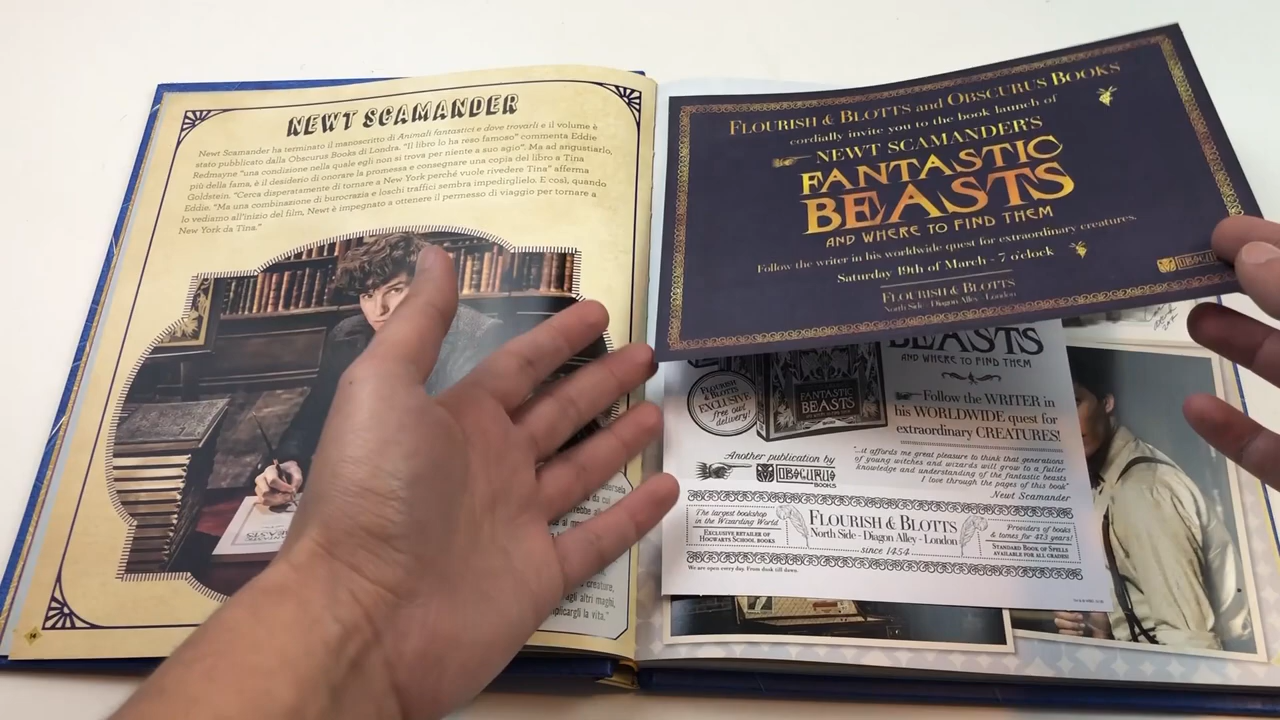 NEWT SCAMANDER
Newt Scamander ha terminato il manoscritto di Animali fantastici e dove trovarli e il volume è
stato pubblicato dalla Obscurus Books di Londra. "Il libro lo ha reso famoso" commenta Eddie
Redmayne "una condizione nella quale egli non si trova per niente a suo agio". Ma ad angustiarlo,
più della fama, è il desiderio di onorare la promessa e consegnare una copia del libro a Tina
Goldstein. "Cerca disperatamente di tornare a New York perché vuole rivedere Tina" afferma
Eddie. "Ma una combinazione di burocrazia e loschi traffici sembra impedirglielo. E così, quando
lo vediamo all'inizio del film, Newt è impegnato a ottenere il permesso di viaggio per tornare a
New York da Tina."
creature,
agli altri maghi,
plicargli la vita."
FLOURISH & BLOTTS and OBSCURUS BOOKS
cordially invite you to the book launch of
NEWT SCAMANDER'S
FANTASTIC
BEASTS
AND WHERE TO FIND THEM
Follow the writer in his worldwide quest for extraordinary creatures.
Saturday 19th of March - 7 o'clock
FLOURISH & BLOTTS
North Side - Diagon Alley - London
BEASTS
AND WHERE TO FIND THEM
FLOURISH
& BLOTTS
EXCLUSIVE
free owl
delivery!
FANTASTIC
BEASTS
Follow the WRITER in
his WORLDWIDE quest for
extraordinary CREATURES!
"...it affords me great pleasure to think that generations
of young witches and wizards will grow to a fuller
knowledge and understanding of the fantastic beasts
I love through the pages of this book"
Newt Scamander
Another publication by
OBSCURUS
BOOKS
The largest bookshop
in the Wizarding World
EXCLUSIVE RETAILER OF
HOGWARTS SCHOOL BOOKS
FLOURISH & BLOTTS
North Side - Diagon Alley - London
since 1454
Providers of books
& tomes for 473 years!
STANDARD BOOK OF SPELLS
AVAILABLE FOR ALL GRADES!
We are open every day. From dusk till down.